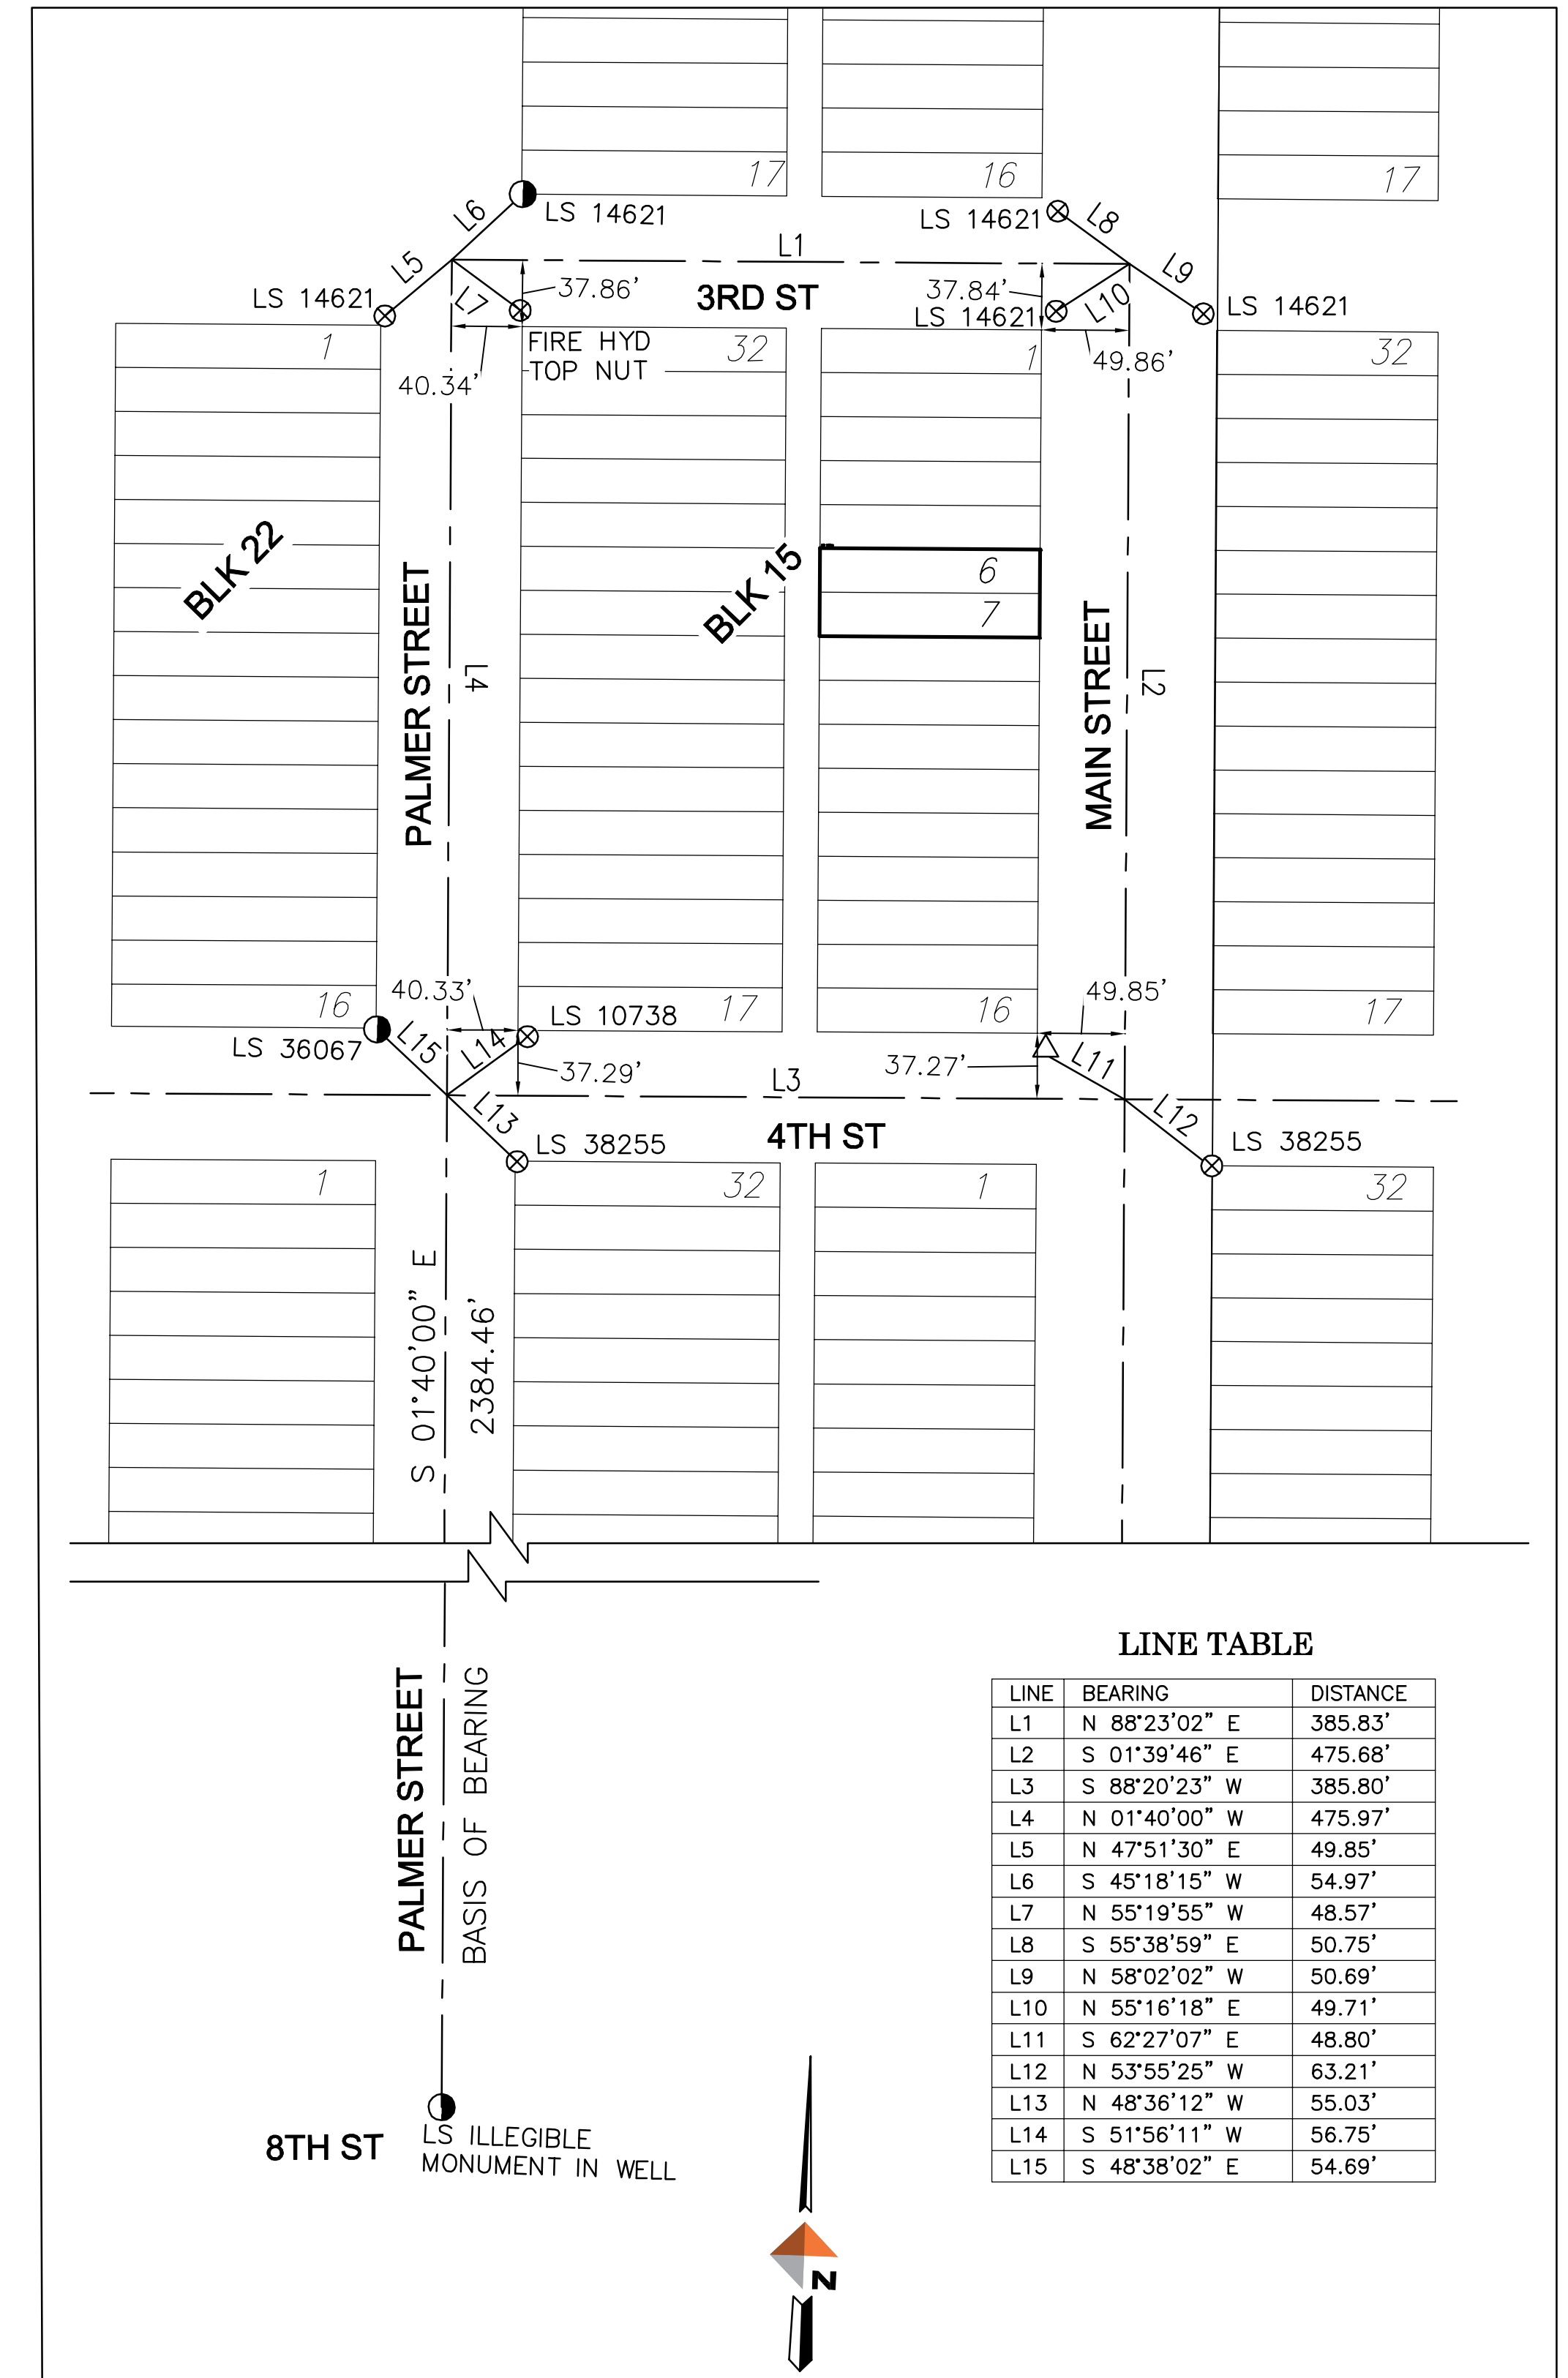 17
16
17
L6
LS 14621
LS 14621
L8
L5
L1
L9
LS 14621
L7
37.86'
3RD ST
37.84'
L10
LS 14621
LS 14621
1
FIRE HYD
TOP NUT
32
1
32
40.34'
49.86'
BLK 22
BLK 15
6
7
PALMER STREET
L4
MAIN STREET
L2
16
40.33'
LS 10738
17
16
49.85'
17
LS 36067
L15
L14
37.29'
37.27'
L11
L3
L13
4TH ST
L12
LS 38255
LS 38255
1
32
1
32
S 01°40'00" E
2384.46'
PALMER STREET
BASIS OF BEARING
8TH ST
LS ILLEGIBLE
MONUMENT IN WELL
LINE TABLE
LINE BEARING DISTANCE
L1 N 88°23'02" E 385.83'
L2 S 01°39'46" E 475.68'
L3 S 88°20'23" W 385.80'
L4 N 01°40'00" W 475.97'
L5 N 47°51'30" E 49.85'
L6 S 45°18'15" W 54.97'
L7 N 55°19'55" W 48.57'
L8 S 55°38'59" E 50.75'
L9 N 58°02'02" W 50.69'
L10 N 55°16'18" E 49.71'
L11 S 62°27'07" E 48.80'
L12 N 53°55'25" W 63.21'
L13 N 48°36'12" W 55.03'
L14 S 51°56'11" W 56.75'
L15 S 48°38'02" E 54.69'
N